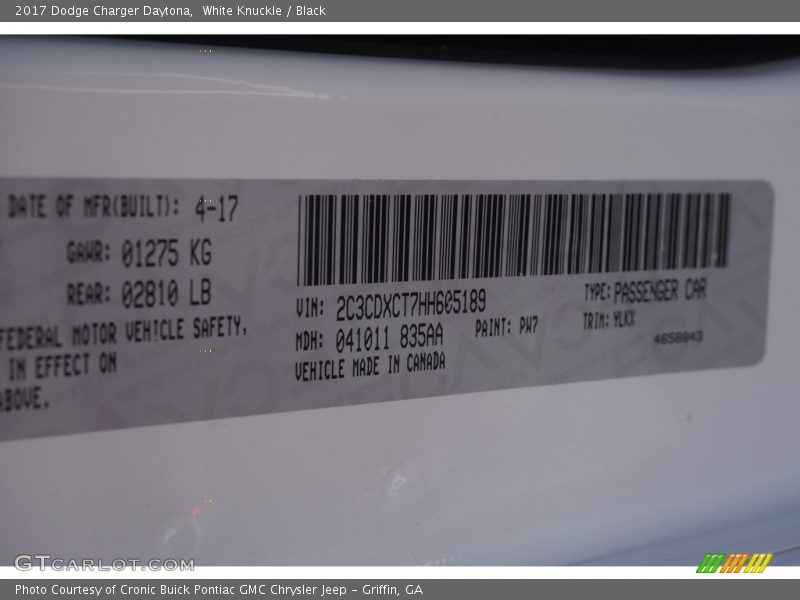 2017 Dodge Charger Daytona, White Knuckle / Black
DATE OF MFR(BUILT): 4-17
GAWR: 01275 KG
REAR: 02810 LB
FEDERAL MOTOR VEHICLE SAFETY,
IN EFFECT ON
ABOVE.
VIN: 2C3CDXCT7HH605189
TYPE: PASSENGER CAR
MDH: 041011 835AA
PAINT: PW7
TRIM: MLKX
VEHICLE MADE IN CANADA
4658843
GTCARLOT.COM
Photo Courtesy of Cronic Buick Pontiac GMC Chrysler Jeep - Griffin, GA